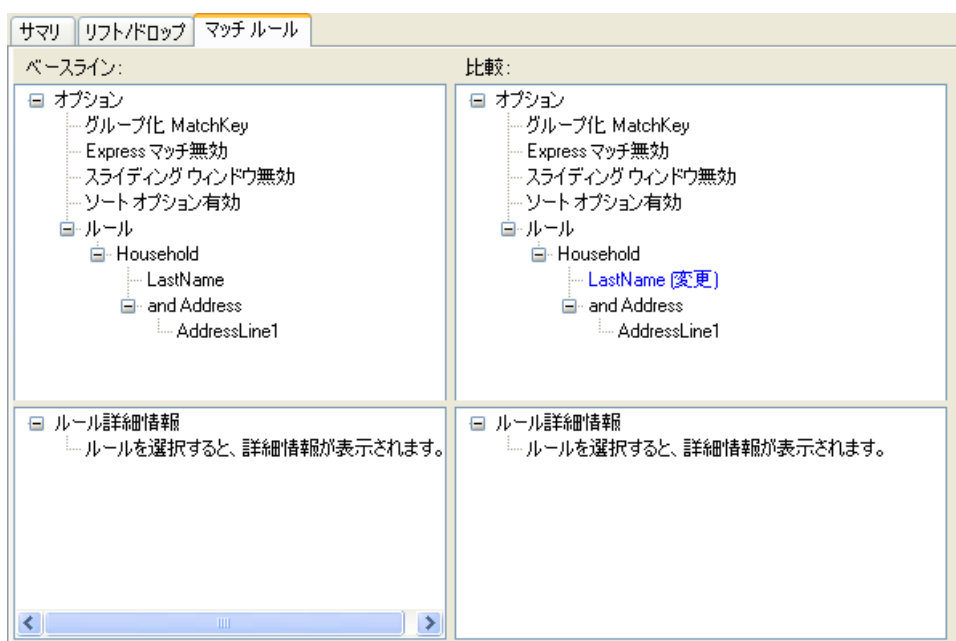 サマリ リフト/ドロップ マッチ ルール
ベースライン: 比較:
オプション
グループ化 MatchKey
Express マッチ無効
スライディング ウィンドウ無効
ソート オプション有効
ルール
Household
LastName
and Address
AddressLine1
オプション
グループ化 MatchKey
Express マッチ無効
スライディング ウィンドウ無効
ソート オプション有効
ルール
Household
LastName (変更)
and Address
AddressLine1
ルール詳細情報
ルールを選択すると、詳細情報が表示されます。
ルール詳細情報
ルールを選択すると、詳細情報が表示されます。